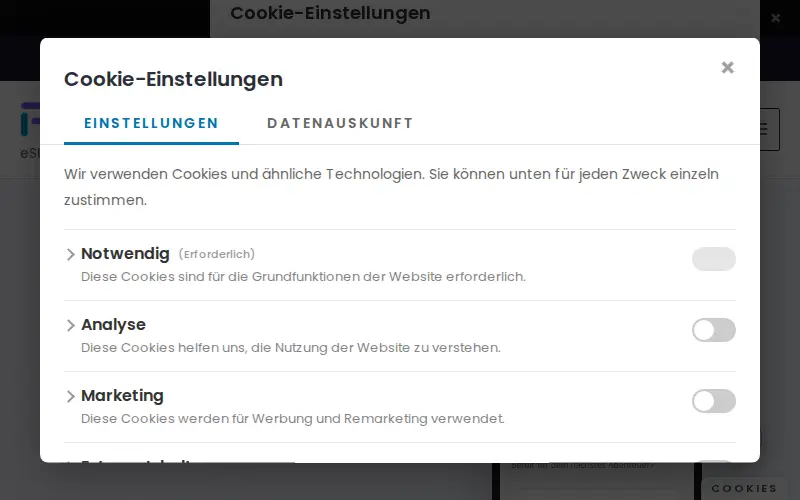 Cookie-Einstellungen
×
Cookie-Einstellungen
×
EINSTELLUNGEN DATENAUSKUNFT
Wir verwenden Cookies und ähnliche Technologien. Sie können unten für jeden Zweck einzeln
zustimmen.
Notwendig (Erforderlich)
Diese Cookies sind für die Grundfunktionen der Website erforderlich.
Analyse
Diese Cookies helfen uns, die Nutzung der Website zu verstehen.
Marketing
Diese Cookies werden für Werbung und Remarketing verwendet.
COOKIES